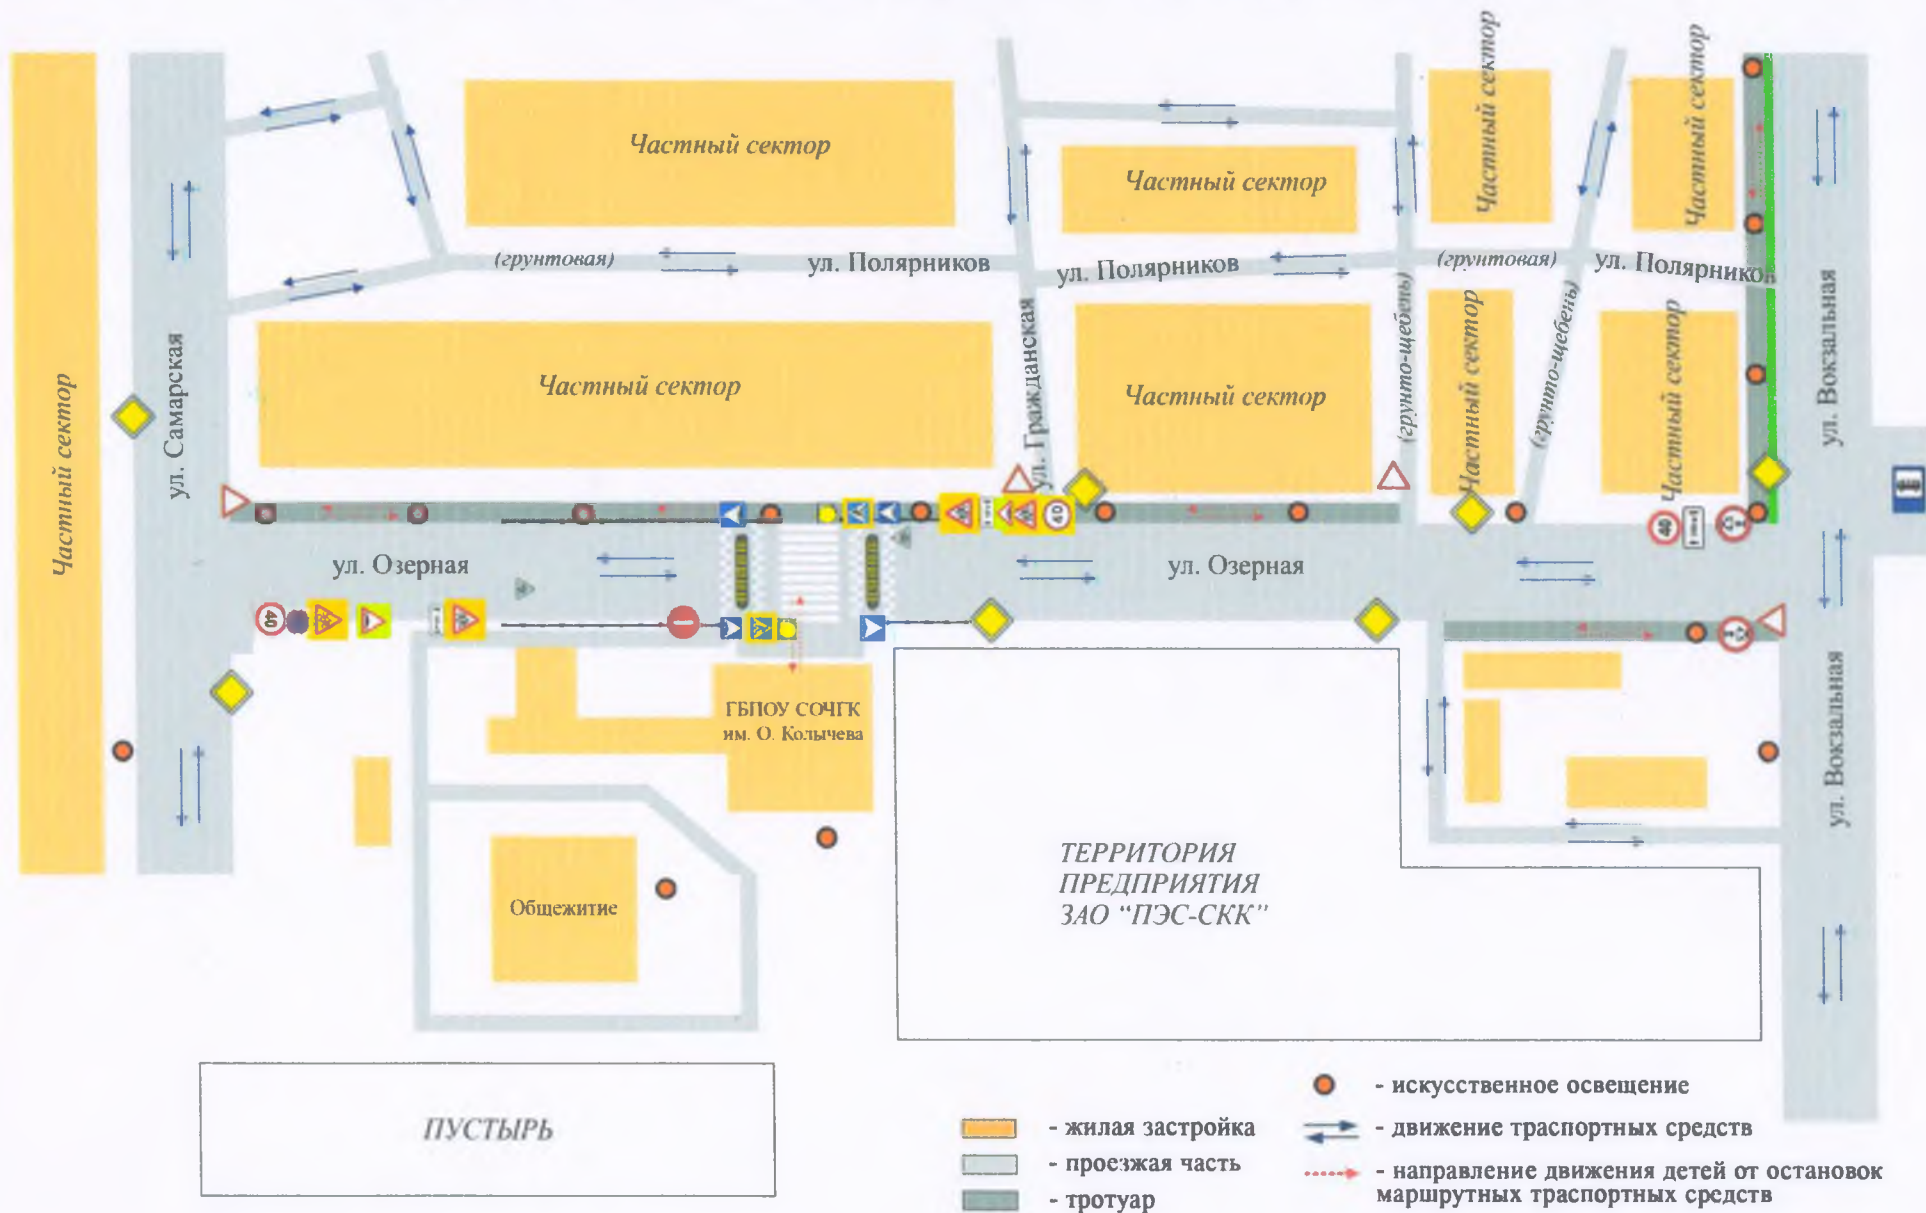 Частный сектор
ул. Самарская
Частный сектор
Частный сектор
Частный сектор
Частный сектор
(грунтовая)
ул. Полярников
ул. Полярников
(грунтовая)
ул. Полярников
Частный сектор
ул. Гражданская
Частный сектор
(грунто-щебень)
Частный сектор
(грунто-щебень)
Частный сектор
ул. Вокзальная
ул. Озерная
ул. Озерная
40
40
40
ГБПОУ СОЧГК
им. О. Колычева
ул. Вокзальная
Общежитие
ТЕРРИТОРИЯ
ПРЕДПРИЯТИЯ
ЗАО “ПЭС-СКК”
ПУСТЫРЬ
- жилая застройка
- проезжая часть
- тротуар
- искусственное освещение
- движение траспортных средств
- направление движения детей от остановок
маршрутных траспортных средств